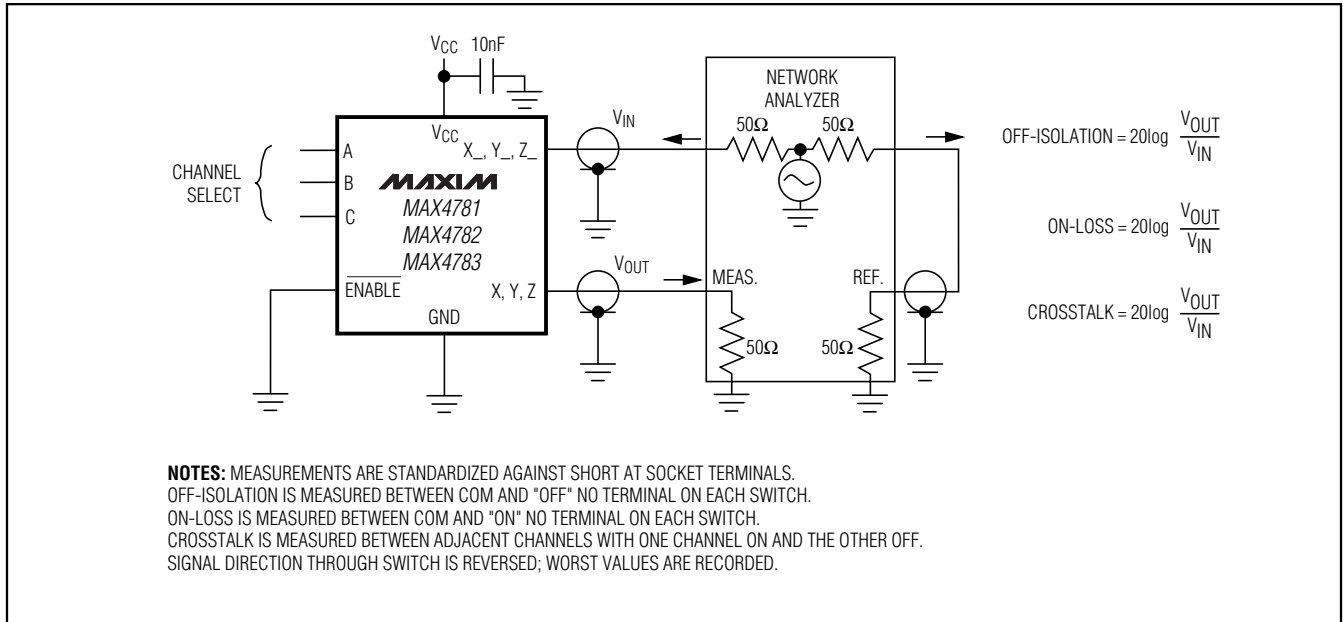 VCC 10nF
VCC
A
B
C
CHANNEL
SELECT
X_, Y_, Z_
MAXIM
MAX4781
MAX4782
MAX4783
ENABLE
X, Y, Z
GND
VIN
VOUT
NETWORK
ANALYZER
50Ω 50Ω
MEAS. REF.
50Ω 50Ω
OFF-ISOLATION = 20log VOUT
VIN
ON-LOSS = 20log VOUT
VIN
CROSSTALK = 20log VOUT
VIN
NOTES: MEASUREMENTS ARE STANDARDIZED AGAINST SHORT AT SOCKET TERMINALS.
OFF-ISOLATION IS MEASURED BETWEEN COM AND "OFF" NO TERMINAL ON EACH SWITCH.
ON-LOSS IS MEASURED BETWEEN COM AND "ON" NO TERMINAL ON EACH SWITCH.
CROSSTALK IS MEASURED BETWEEN ADJACENT CHANNELS WITH ONE CHANNEL ON AND THE OTHER OFF.
SIGNAL DIRECTION THROUGH SWITCH IS REVERSED; WORST VALUES ARE RECORDED.